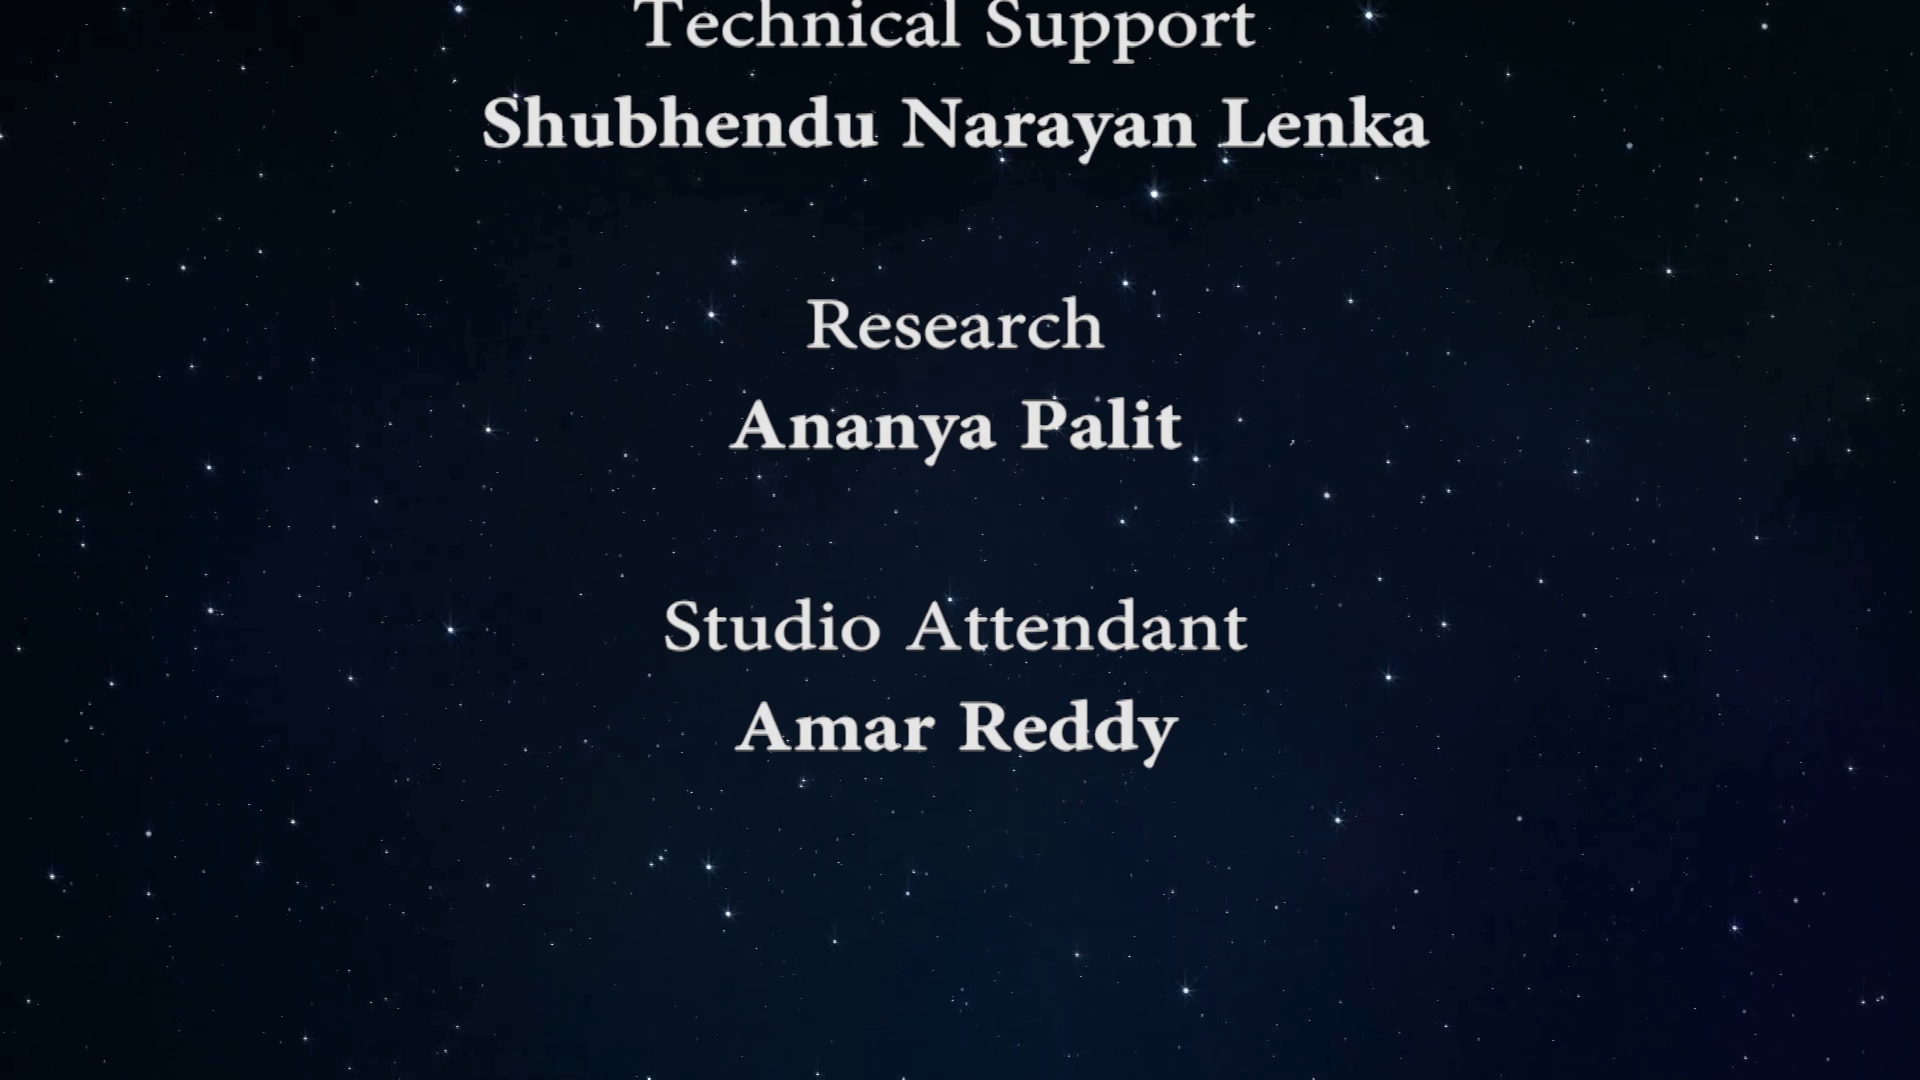 Technical Support
Shubhendu Narayan Lenka
Research
Ananya Palit
Studio Attendant
Amar Reddy